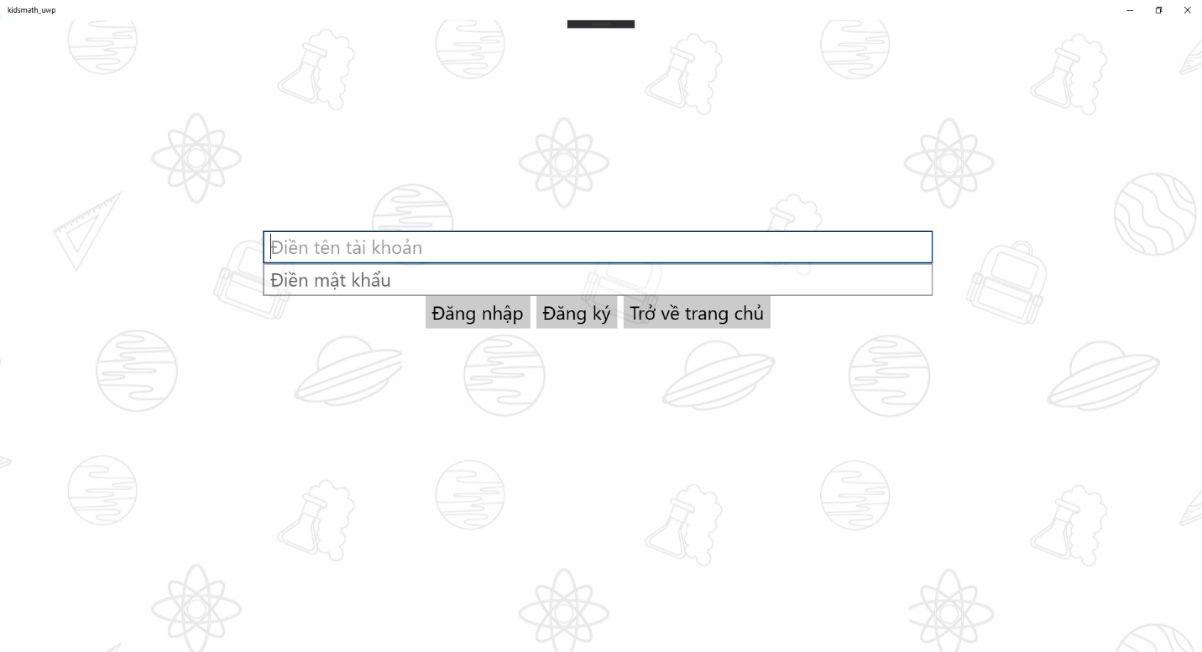 kidsmath_uwp
Điền tên tài khoản
Điền mật khẩu
Đăng nhập Đăng ký Trở về trang chủ